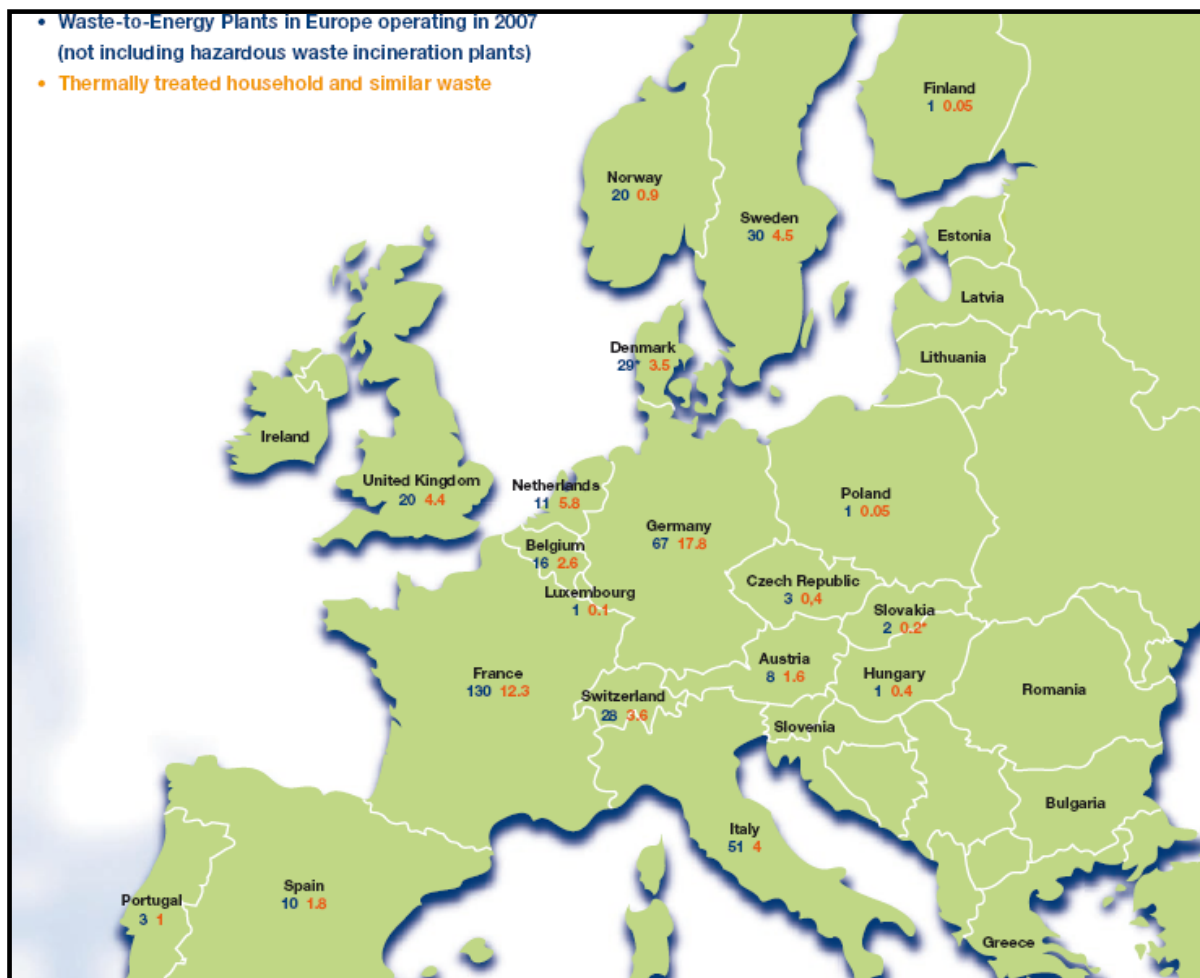 • Waste-to-Energy Plants in Europe operating in 2007
(not including hazardous waste incineration plants)
• Thermally treated household and similar waste
Finland
1 0.05
Norway
20 0.9
Sweden
30 4.5
Estonia
Latvia
Lithuania
Denmark
29* 3.5
Ireland
United Kingdom
20 4.4
Netherlands
11 5.8
Poland
1 0.05
Germany
67 17.8
Belgium
16 2.6
Luxembourg
1 0.1
Czech Republic
3 0,4
Slovakia
2 0.2*
France
130 12.3
Austria
8 1.6
Hungary
1 0.4
Switzerland
28 3.6
Romania
Slovenia
Bulgaria
Italy
51 4
Portugal
3 1
Spain
10 1.8
Greece